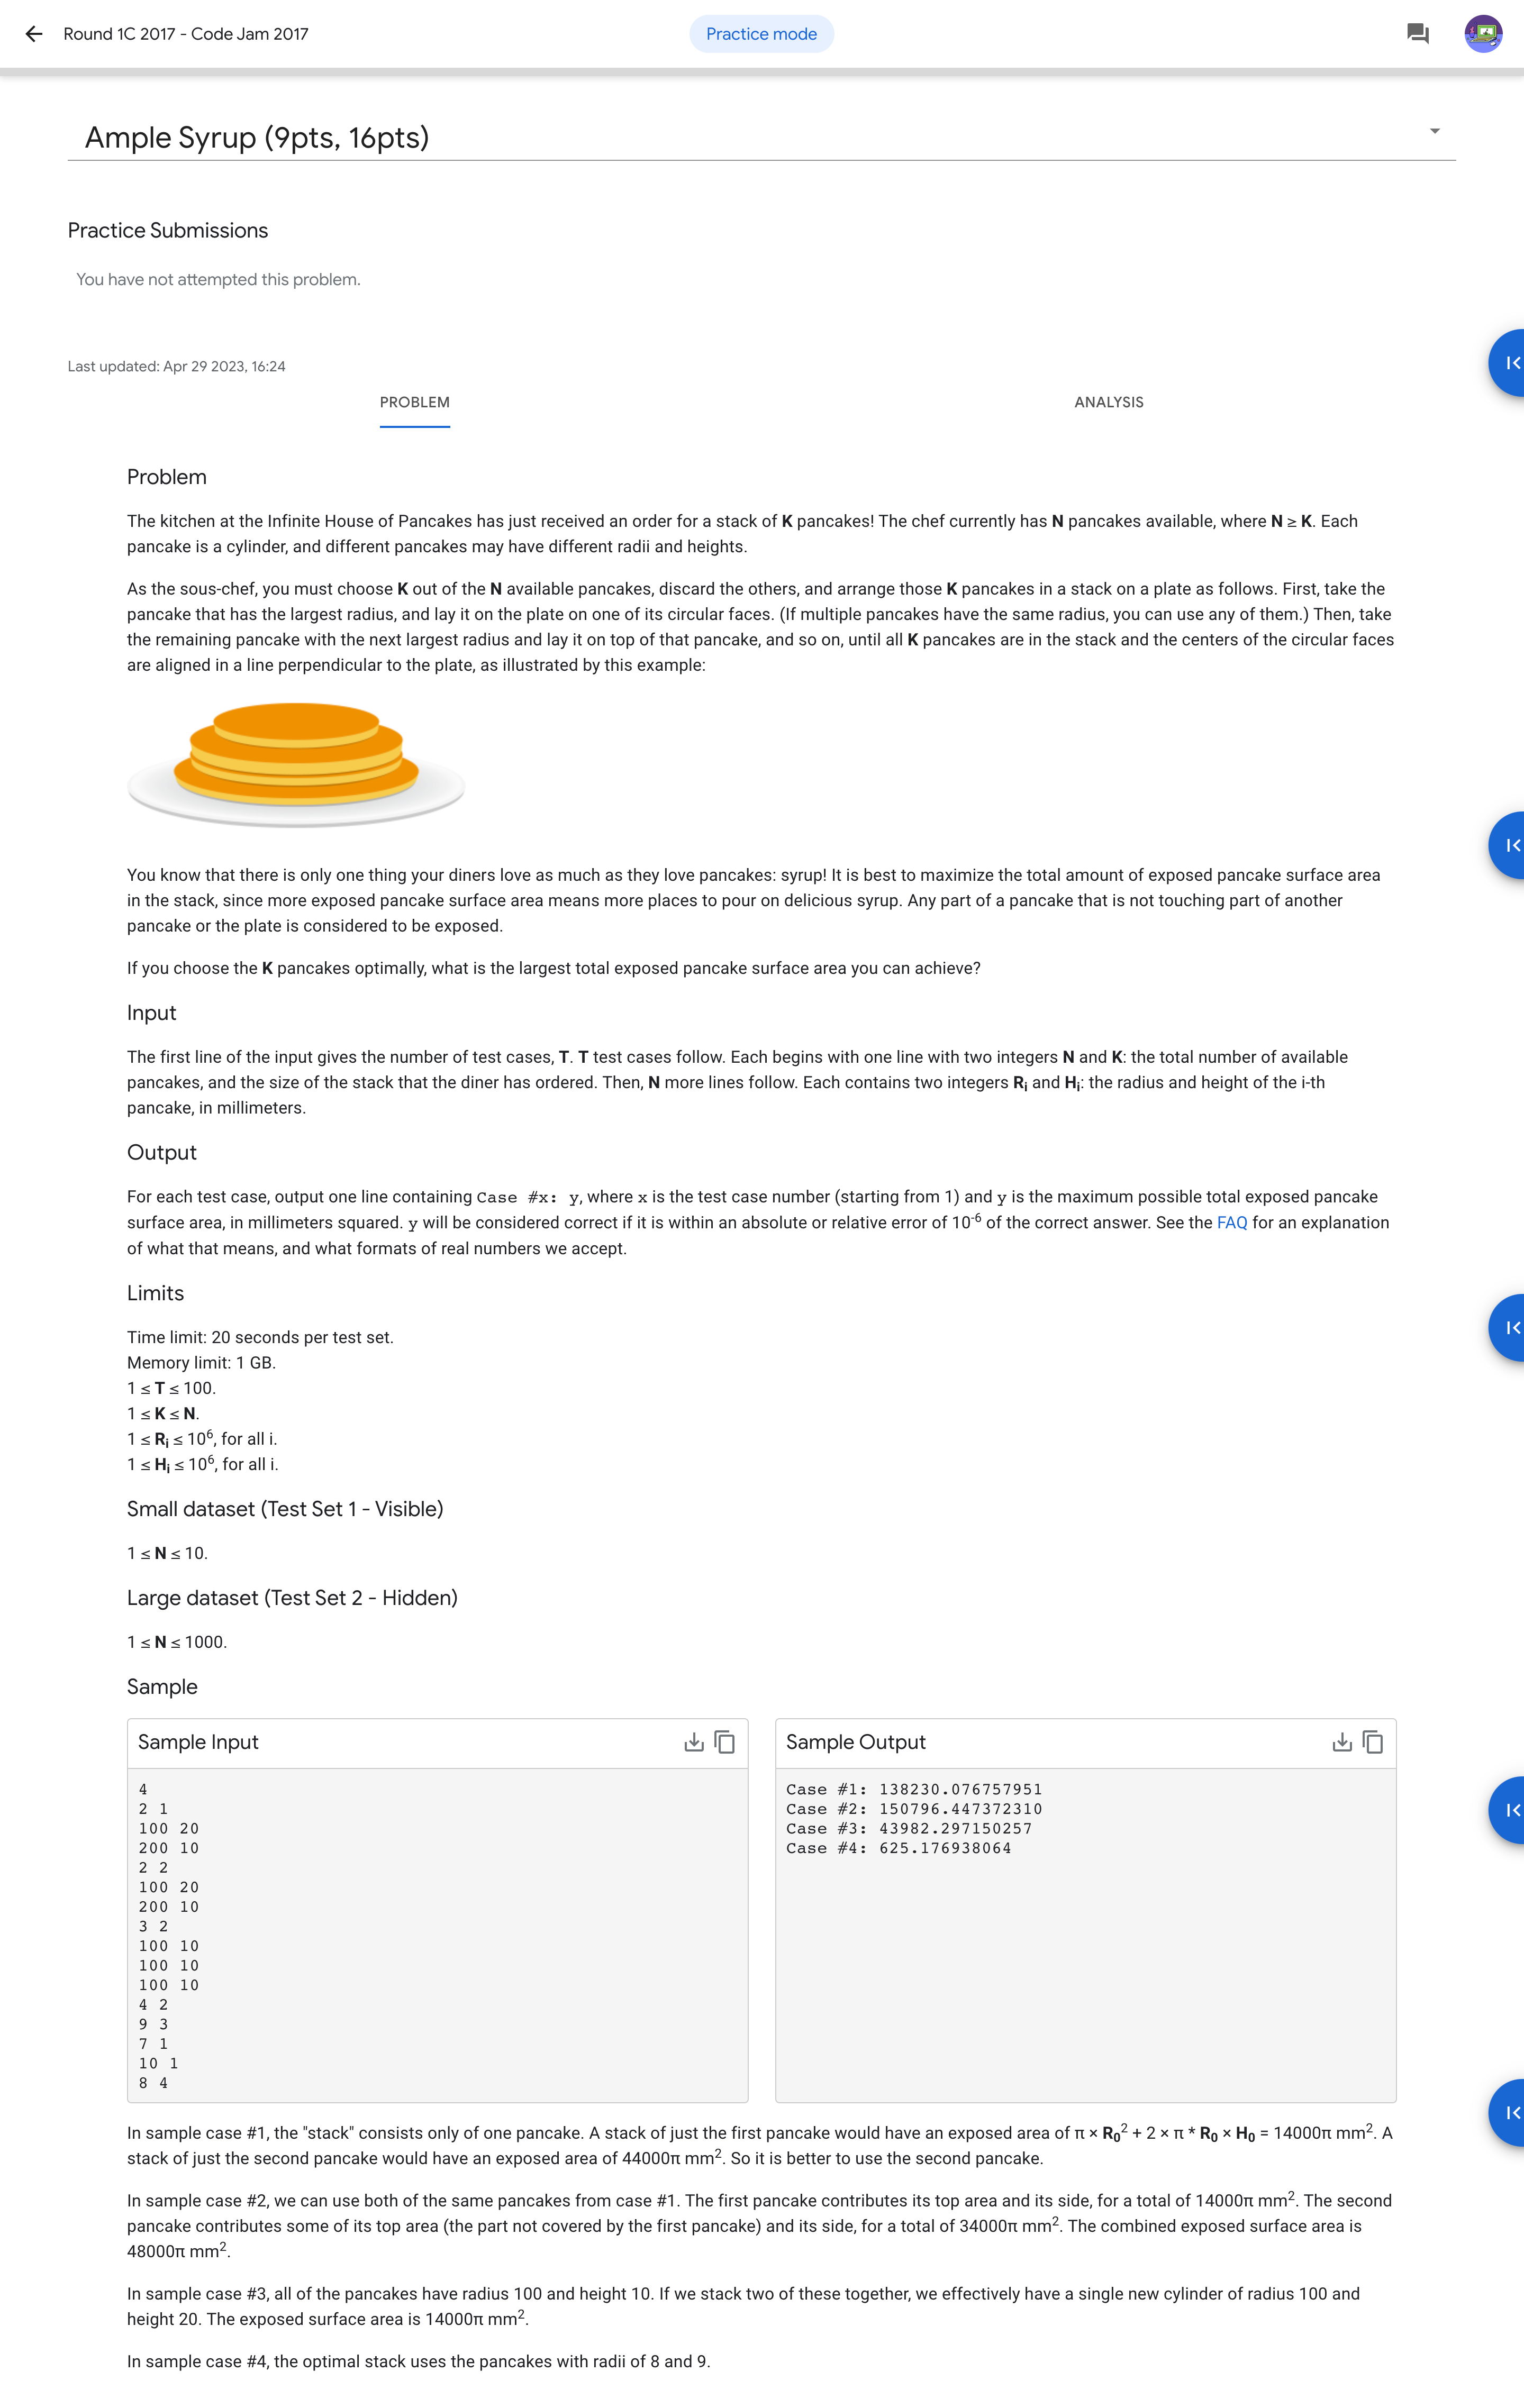 Round 1C 2017 - Code Jam 2017
Practice mode
Ample Syrup (9pts, 16pts)
Practice Submissions
You have not attempted this problem.
Last updated: Apr 29 2023, 16:24
PROBLEM
ANALYSIS
Problem
The kitchen at the Infinite House of Pancakes has just received an order for a stack of K pancakes! The chef currently has N pancakes available, where N ≥ K. Each
pancake is a cylinder, and different pancakes may have different radii and heights.
As the sous-chef, you must choose K out of the N available pancakes, discard the others, and arrange those K pancakes in a stack on a plate as follows. First, take the
pancake that has the largest radius, and lay it on the plate on one of its circular faces. (If multiple pancakes have the same radius, you can use any of them.) Then, take
the remaining pancake with the next largest radius and lay it on top of that pancake, and so on, until all K pancakes are in the stack and the centers of the circular faces
are aligned in a line perpendicular to the plate, as illustrated by this example:
You know that there is only one thing your diners love as much as they love pancakes: syrup! It is best to maximize the total amount of exposed pancake surface area
in the stack, since more exposed pancake surface area means more places to pour on delicious syrup. Any part of a pancake that is not touching part of another
pancake or the plate is considered to be exposed.
If you choose the K pancakes optimally, what is the largest total exposed pancake surface area you can achieve?
Input
The first line of the input gives the number of test cases, T. T test cases follow. Each begins with one line with two integers N and K: the total number of available
pancakes, and the size of the stack that the diner has ordered. Then, N more lines follow. Each contains two integers Rᵢ and Hᵢ: the radius and height of the i-th
pancake, in millimeters.
Output
For each test case, output one line containing Case #x: y, where x is the test case number (starting from 1) and y is the maximum possible total exposed pancake
surface area, in millimeters squared. y will be considered correct if it is within an absolute or relative error of 10⁻⁶ of the correct answer. See the FAQ for an explanation
of what that means, and what formats of real numbers we accept.
Limits
Time limit: 20 seconds per test set.
Memory limit: 1 GB.
1 ≤ T ≤ 100.
1 ≤ K ≤ N.
1 ≤ Rᵢ ≤ 10⁶, for all i.
1 ≤ Hᵢ ≤ 10⁶, for all i.
Small dataset (Test Set 1 - Visible)
1 ≤ N ≤ 10.
Large dataset (Test Set 2 - Hidden)
1 ≤ N ≤ 1000.
Sample
Sample Input
4
2 1
100 20
200 10
2 2
100 20
200 10
3 2
100 10
100 10
100 10
4 2
9 3
7 1
10 1
8 4
Sample Output
Case #1: 138230.076757951
Case #2: 150796.447372310
Case #3: 43982.297150257
Case #4: 625.176938064
In sample case #1, the "stack" consists only of one pancake. A stack of just the first pancake would have an exposed area of π × R₀² + 2 × π * R₀ × H₀ = 14000π mm². A
stack of just the second pancake would have an exposed area of 44000π mm². So it is better to use the second pancake.
In sample case #2, we can use both of the same pancakes from case #1. The first pancake contributes its top area and its side, for a total of 14000π mm². The second
pancake contributes some of its top area (the part not covered by the first pancake) and its side, for a total of 34000π mm². The combined exposed surface area is
48000π mm².
In sample case #3, all of the pancakes have radius 100 and height 10. If we stack two of these together, we effectively have a single new cylinder of radius 100 and
height 20. The exposed surface area is 14000π mm².
In sample case #4, the optimal stack uses the pancakes with radii of 8 and 9.